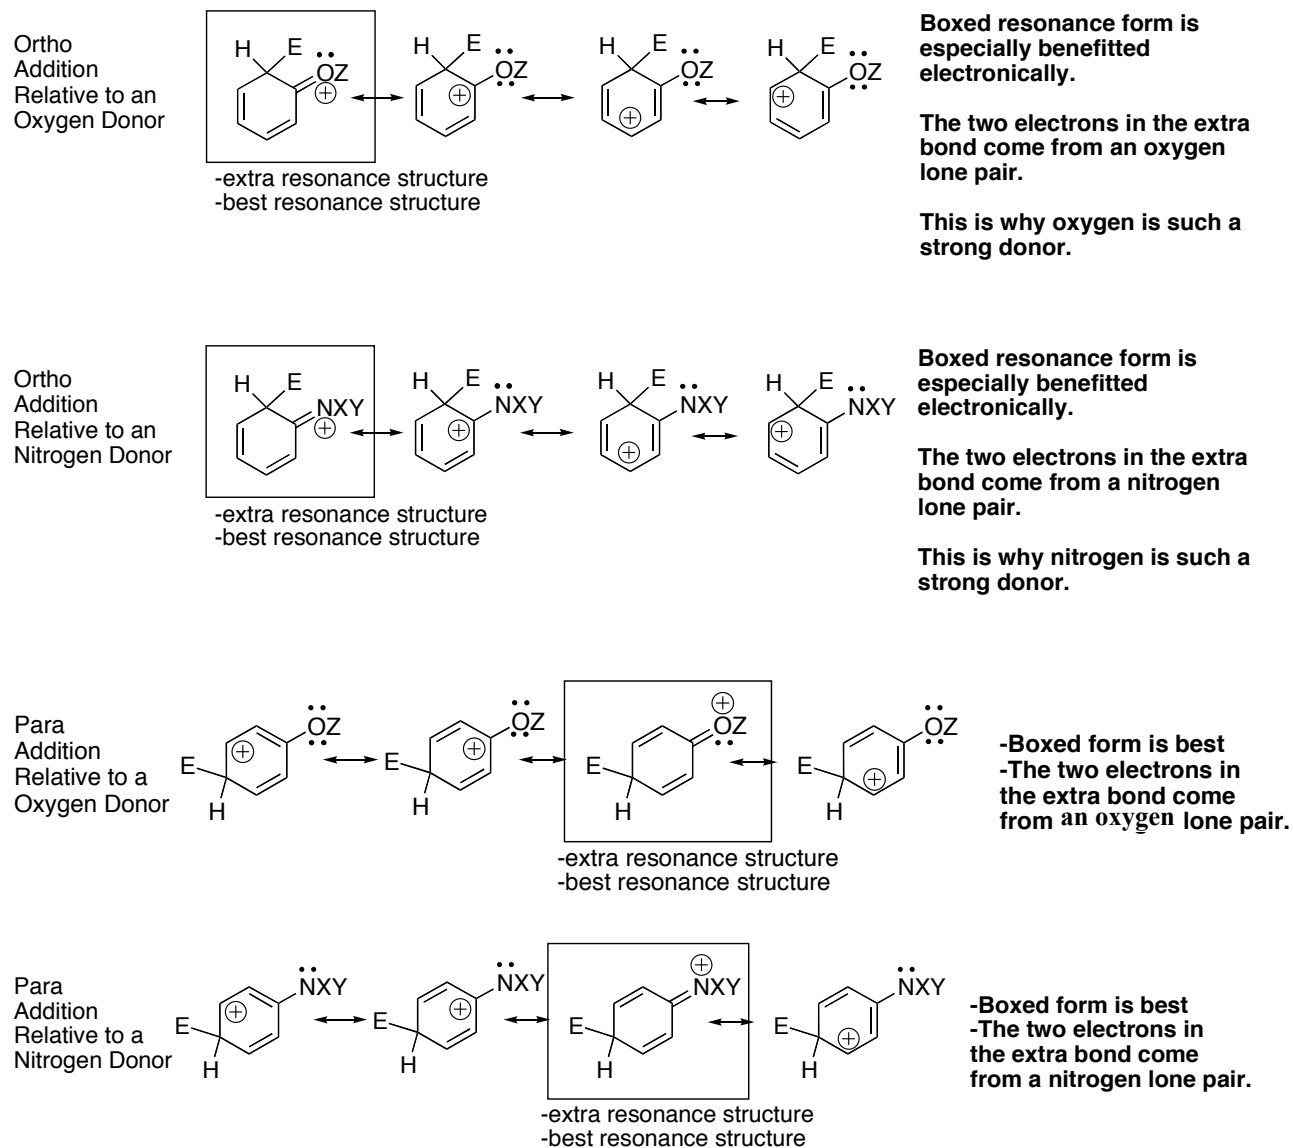 Ortho
Addition
Relative to an
Oxygen Donor
H E OZ
H E OZ
H E OZ
H E OZ
-extra resonance structure
-best resonance structure
Boxed resonance form is
especially benefitted
electronically.
The two electrons in the extra
bond come from an oxygen
lone pair.
This is why oxygen is such a
strong donor.
Ortho
Addition
Relative to an
Nitrogen Donor
H E NXY
H E NXY
H E NXY
H E NXY
-extra resonance structure
-best resonance structure
Boxed resonance form is
especially benefitted
electronically.
The two electrons in the extra
bond come from a nitrogen
lone pair.
This is why nitrogen is such a
strong donor.
Para
Addition
Relative to a
Oxygen Donor
E H OZ
E H OZ
E H OZ
E H OZ
-extra resonance structure
-best resonance structure
-Boxed form is best
-The two electrons in
the extra bond come
from an oxygen lone pair.
Para
Addition
Relative to a
Nitrogen Donor
E H NXY
E H NXY
E H NXY
E H NXY
-extra resonance structure
-best resonance structure
-Boxed form is best
-The two electrons in
the extra bond come
from a nitrogen lone pair.